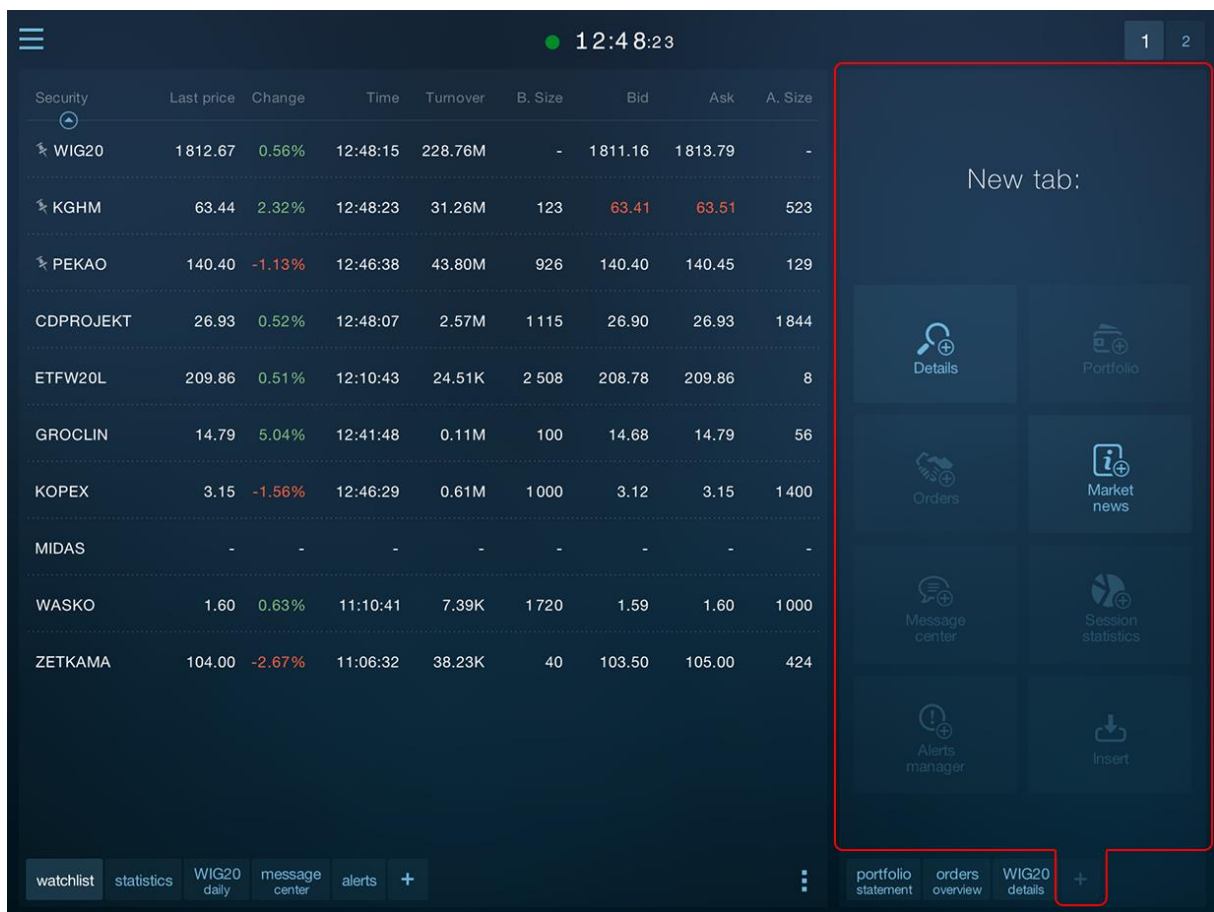 12:48:23
1 2
Security Last price Change Time Turnover B. Size Bid Ask A. Size
WIG20 1812.67 0.56% 12:48:15 228.76M - 1811.16 1813.79 -
KGHM 63.44 2.32% 12:48:23 31.26M 123 63.41 63.51 523
PEKAO 140.40 -1.13% 12:46:38 43.80M 926 140.40 140.45 129
CDPROJEKT 26.93 0.52% 12:48:07 2.57M 1115 26.90 26.93 1844
ETFW20L 209.86 0.51% 12:10:43 24.51K 2 508 208.78 209.86 8
GROCLIN 14.79 5.04% 12:41:48 0.11M 100 14.68 14.79 56
KOPEX 3.15 -1.56% 12:46:29 0.61M 1000 3.12 3.15 1400
MIDAS - - - - - - - -
WASKO 1.60 0.63% 11:10:41 7.39K 1720 1.59 1.60 1000
ZETKAMA 104.00 -2.67% 11:06:32 38.23K 40 103.50 105.00 424
watchlist statistics WIG20 message alerts +
daily center
New tab:
Details Portfolio
Orders Market
news
Message Session
center statistics
Alerts Insert
manager
portfolio orders WIG20 +
statement overview details